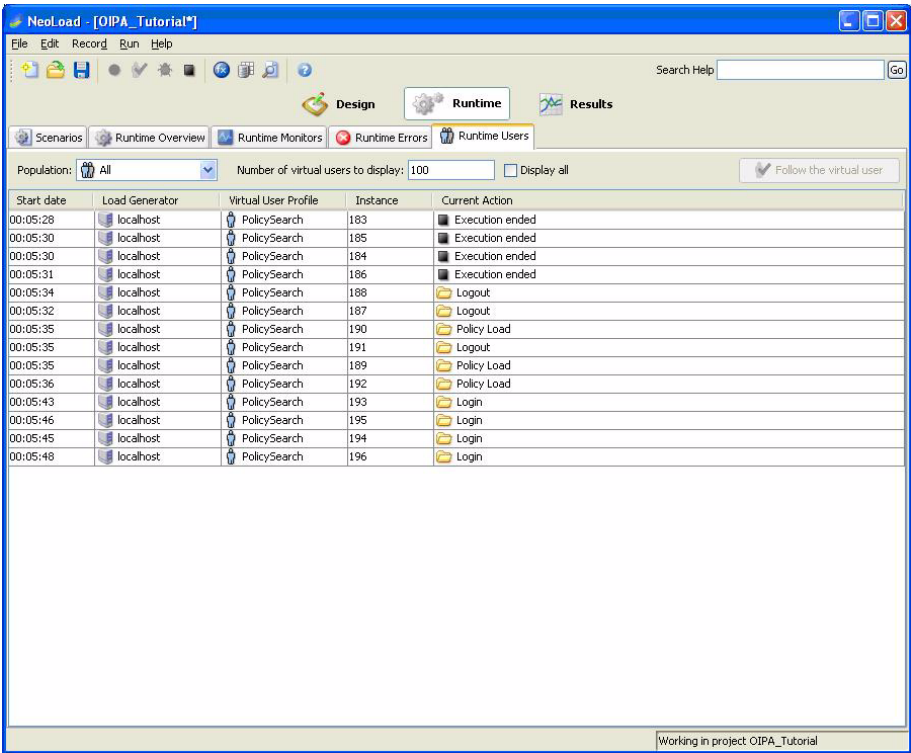 NeoLoad - [OIPA_Tutorial*]
File Edit Record Run Help
Search Help Go
Design Runtime Results
Scenarios Runtime Overview Runtime Monitors Runtime Errors Runtime Users
Population: All Number of virtual users to display: 100 Display all Follow the virtual user
Start date Load Generator Virtual User Profile Instance Current Action
00:05:28 localhost PolicySearch 183 Execution ended
00:05:30 localhost PolicySearch 185 Execution ended
00:05:30 localhost PolicySearch 184 Execution ended
00:05:31 localhost PolicySearch 186 Execution ended
00:05:34 localhost PolicySearch 188 Logout
00:05:32 localhost PolicySearch 187 Logout
00:05:35 localhost PolicySearch 190 Policy Load
00:05:35 localhost PolicySearch 191 Logout
00:05:35 localhost PolicySearch 189 Policy Load
00:05:36 localhost PolicySearch 192 Policy Load
00:05:43 localhost PolicySearch 193 Login
00:05:46 localhost PolicySearch 195 Login
00:05:45 localhost PolicySearch 194 Login
00:05:48 localhost PolicySearch 196 Login
Working in project OIPA_Tutorial